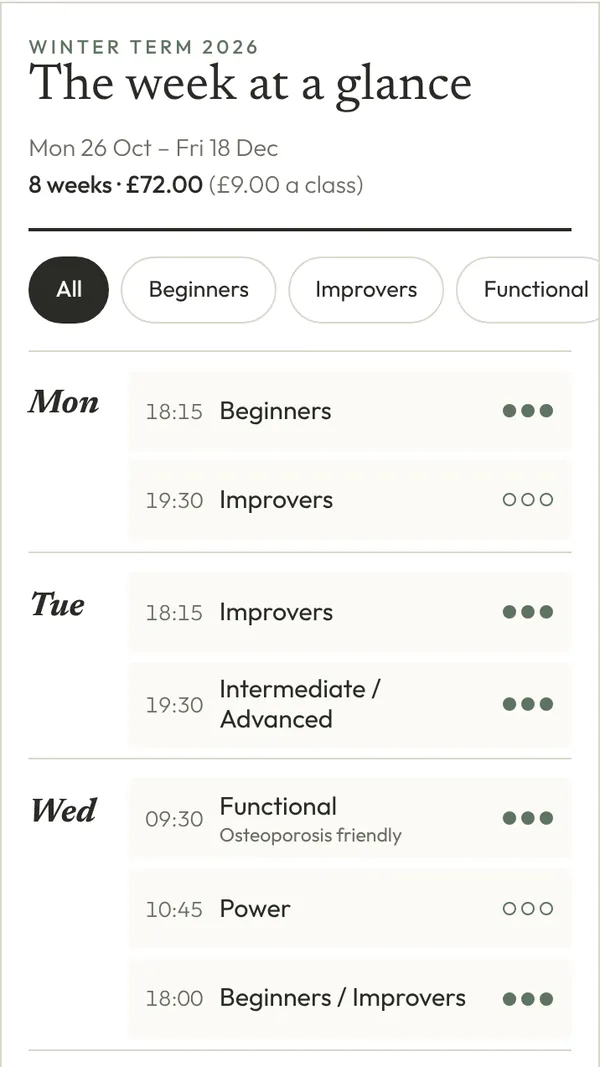 WINTER TERM 2026
The week at a glance
Mon 26 Oct – Fri 18 Dec
8 weeks · £72.00 (£9.00 a class)
All Beginners Improvers Functional
Mon
18:15 Beginners
19:30 Improvers
Tue
18:15 Improvers
19:30 Intermediate /
Advanced
Wed
09:30 Functional
Osteoporosis friendly
10:45 Power
18:00 Beginners / Improvers